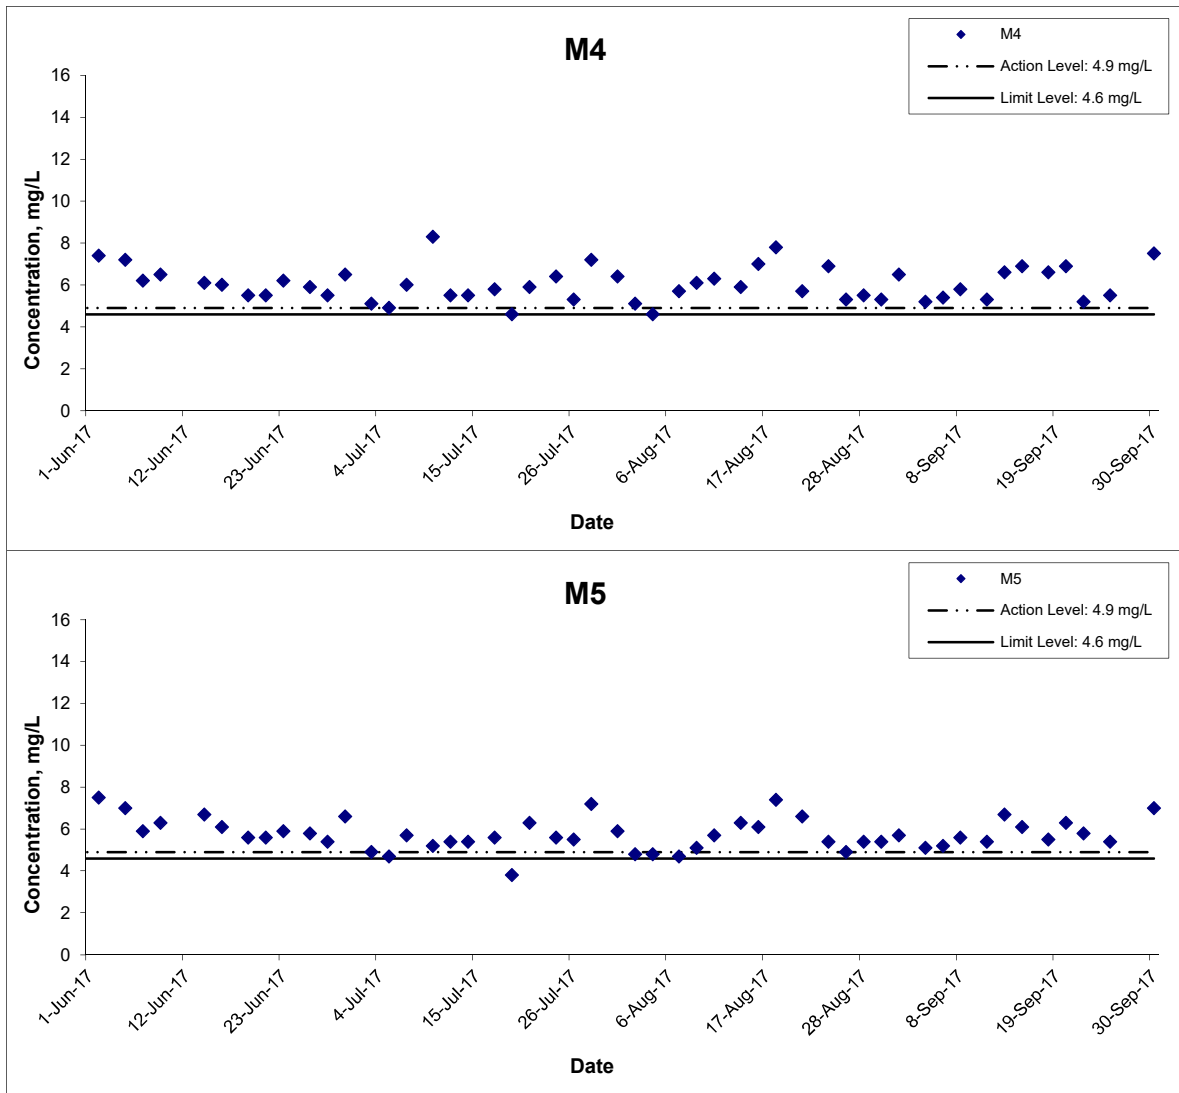 M4
M4
Action Level: 4.9 mg/L
Limit Level: 4.6 mg/L
Concentration, mg/L
16
14
12
10
8
6
4
2
0
1-Jun-17
12-Jun-17
23-Jun-17
4-Jul-17
15-Jul-17
26-Jul-17
6-Aug-17
17-Aug-17
28-Aug-17
8-Sep-17
19-Sep-17
30-Sep-17
Date
M5
M5
Action Level: 4.9 mg/L
Limit Level: 4.6 mg/L
Concentration, mg/L
16
14
12
10
8
6
4
2
0
1-Jun-17
12-Jun-17
23-Jun-17
4-Jul-17
15-Jul-17
26-Jul-17
6-Aug-17
17-Aug-17
28-Aug-17
8-Sep-17
19-Sep-17
30-Sep-17
Date